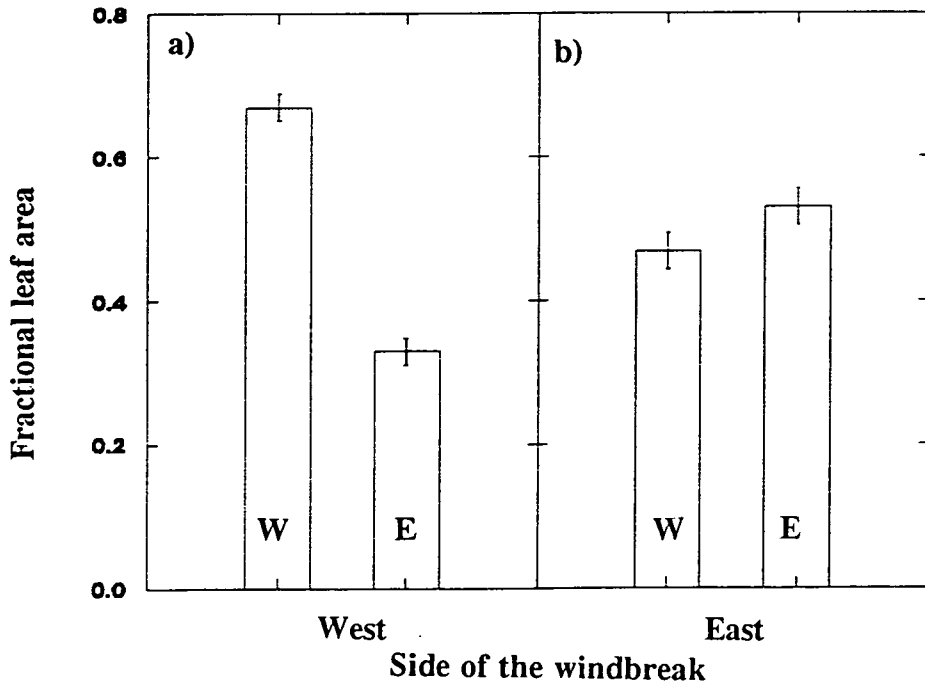 Fractional leaf area
0.8
0.6
0.4
0.2
0.0
a)
W
E
b)
W
E
West
East
Side of the windbreak